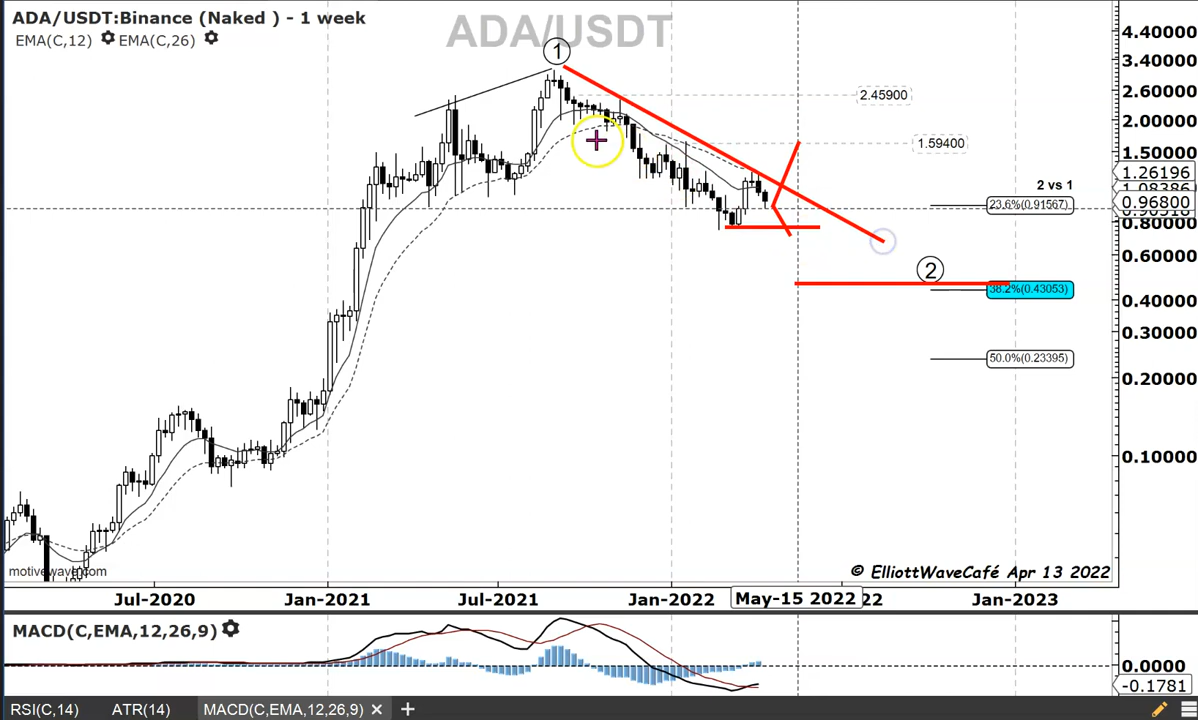 ADA/USDT:Binance (Naked ) - 1 week
EMA(C,12) EMA(C,26)
ADA/USDT
1
4.40000
3.40000
2.60000
2.00000
1.50000
1.26196
0.96800
0.80000
0.60000
0.40000
0.30000
0.20000
0.10000
2.45900
1.59400
2 vs 1
23.6%(0.91567)
2
38.2%(0.43053)
50.0%(0.23395)
motivewave.com
© ElliottWaveCafé Apr 13 2022
Jul-2020 Jan-2021 Jul-2021 Jan-2022 May-15 2022 22 Jan-2023
MACD(C,EMA,12,26,9)
0.0000
-0.1781
RSI(C,14) ATR(14) MACD(C,EMA,12,26,9) × +